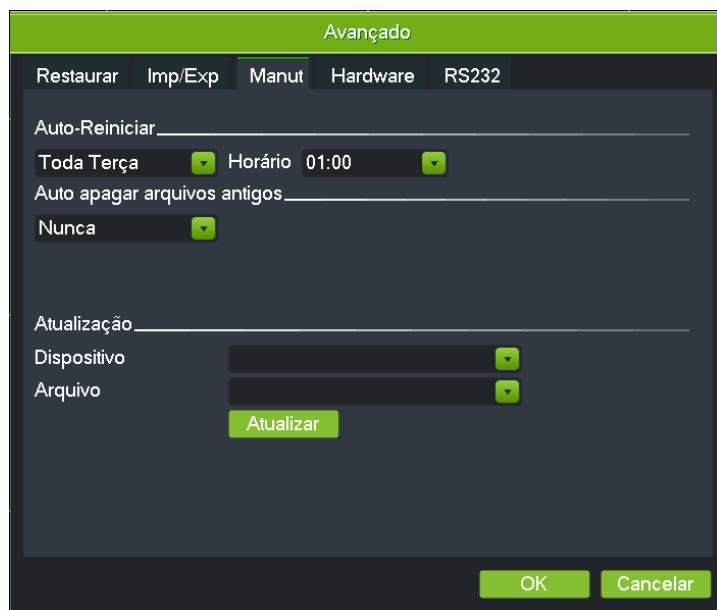 Avançado
Restaurar Imp/Exp Manut Hardware RS232
Auto-Reiniciar
Toda Terça Horário 01:00
Auto apagar arquivos antigos
Nunca
Atualização
Dispositivo
Arquivo
Atualizar
OK Cancelar